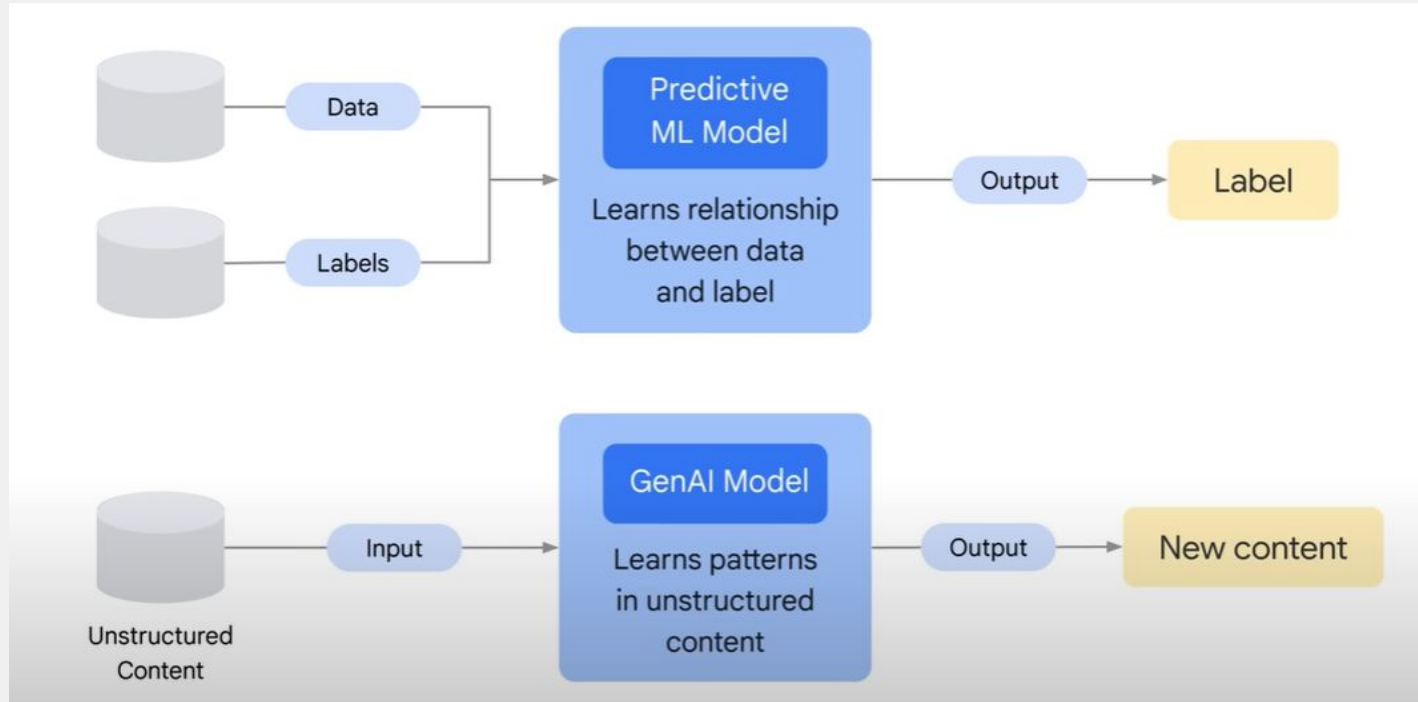 Data
Labels
Predictive
ML Model
Learns relationship
between data
and label
Output
Label
Unstructured
Content
Input
GenAI Model
Learns patterns
in unstructured
content
Output
New content